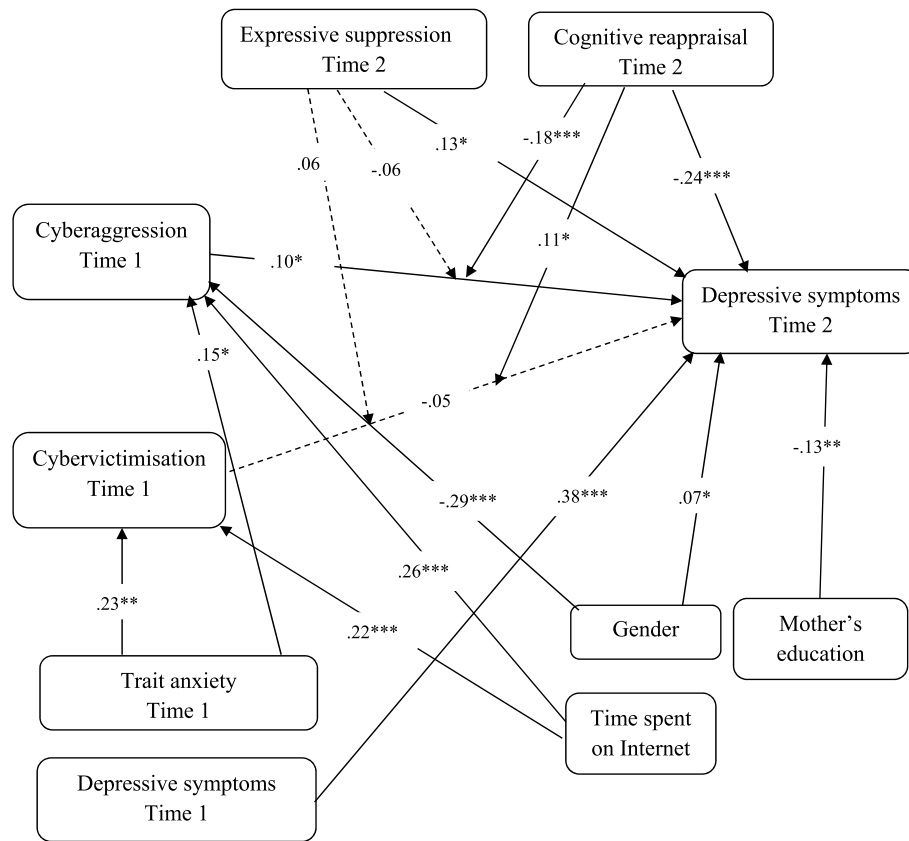 Expressive suppression
Time 2
Cognitive reappraisal
Time 2
.13*
-.18***
.06
-.06
-.24***
Cyberaggression
Time 1
.10*
.11*
Depressive symptoms
Time 2
.15*
-.05
Cybervictimisation
Time 1
-.29***
.38***
.07*
-.13**
.26***
.23**
.22***
Gender
Mother’s
education
Trait anxiety
Time 1
Time spent
on Internet
Depressive symptoms
Time 1